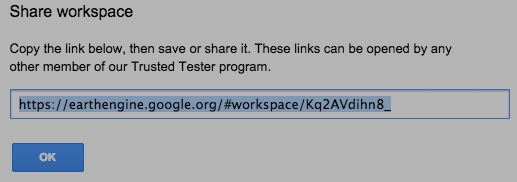 Share workspace
Copy the link below, then save or share it. These links can be opened by any
other member of our Trusted Tester program.
https://earthengine.google.org/#workspace/Kq2AVdihn8_
OK